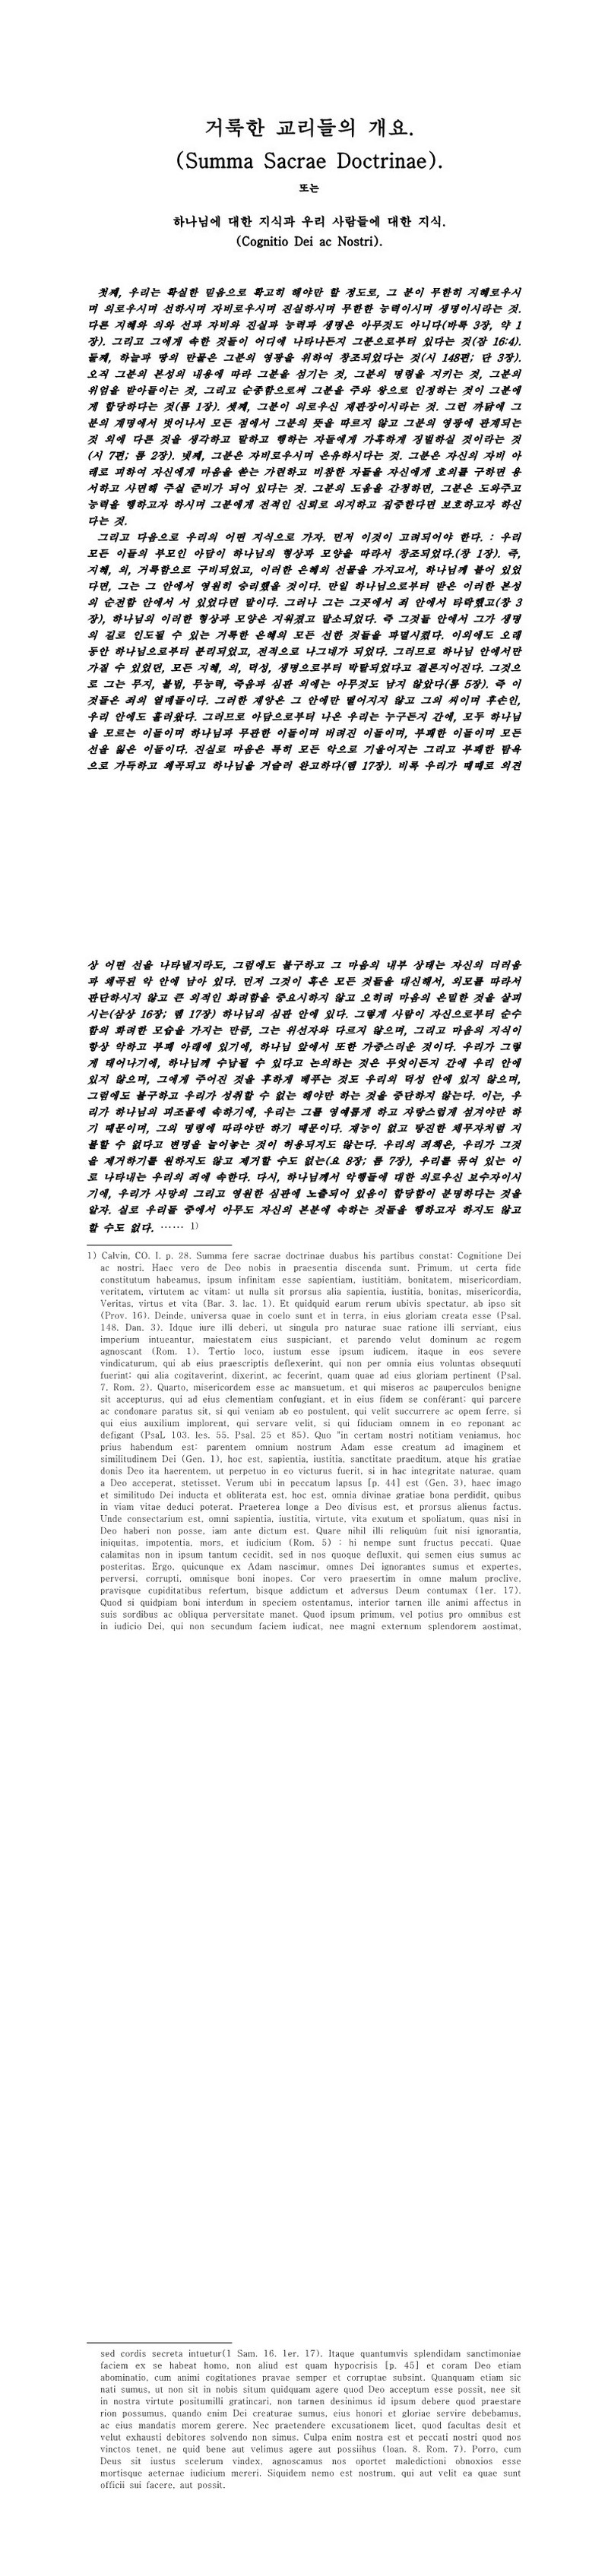 거룩한 교리들의 개요.
(Summa Sacrae Doctrinae).
또는
하나님에 대한 지식과 우리 사람들에 대한 지식.
(Cognitio Dei ac Nostri).
첫째, 우리는 확실한 믿음으로 확고히 해야만 할 정도로, 그 분이 무한히 지혜로우시
며 의로우시며 선하시며 자비로우시며 진실하시며 무한한 능력이시며 생명이시라는 것.
다른 지혜와 의와 선과 자비와 진실과 능력과 생명은 아무것도 아니다(바룩 3장, 약 1
장). 그리고 그에게 속한 것들이 어디에 나타나든지 그분으로부터 있다는 것(잠 16:4).
둘째, 하늘과 땅의 만물은 그분의 영광을 위하여 창조되었다는 것(시 148편; 단 3장).
오직 그분의 본성의 내용에 따라 그분을 섬기는 것, 그분의 명령을 지키는 것, 그분의
위엄을 받아들이는 것, 그리고 순종함으로써 그분을 주와 왕으로 인정하는 것이 그분에
게 합당하다는 것(롬 1장). 셋째, 그분이 의로우신 재판장이시라는 것. 그런 까닭에 그
분의 계명에서 벗어나서 모든 점에서 그분의 뜻을 따르지 않고 그분의 영광에 관계되는
것 외에 다른 것을 생각하고 말하고 행하는 자들에게 가혹하게 징벌하실 것이라는 것
(시 7편; 롬 2장). 넷째, 그분은 자비로우시며 온유하시다는 것. 그분은 자신의 자비 아
래로 피하여 자신에게 마음을 쏟는 가련하고 비참한 자들을 자신에게 호의를 구하면 용
서하고 사면해 주실 준비가 되어 있다는 것. 그분의 도움을 간청하면, 그분은 도와주고
능력을 행하고자 하시며 그분에게 전적인 신뢰로 의지하고 집중한다면 보호하고자 하신
다는 것.
그리고 다음으로 우리의 어떤 지식으로 가자. 먼저 이것이 고려되어야 한다. : 우리
모든 이들의 부모인 아담이 하나님의 형상과 모양을 따라서 창조되었다.(창 1장). 즉,
지혜, 의, 거룩함으로 구비되었고, 이러한 은혜의 선물을 가지고서, 하나님께 붙어 있었
다면, 그는 그 안에서 영원히 승리했을 것이다. 만일 하나님으로부터 받은 이러한 본성
의 순전함 안에서 서 있었다면 말이다. 그러나 그는 그곳에서 죄 안에서 타락했고(창 3
장), 하나님의 이러한 형상과 모양은 지워졌고 말소되었다. 즉 그것들 안에서 그가 생명
의 길로 인도될 수 있는 거룩한 은혜의 모든 선한 것들을 파멸시켰다. 이외에도 오래
동안 하나님으로부터 분리되었고, 전적으로 나그네가 되었다. 그러므로 하나님 안에서만
가질 수 있었던, 모든 지혜, 의, 덕성, 생명으로부터 박탈되었다고 결론지어진다. 그것으
로 그는 무지, 불법, 무능력, 죽음과 심판 외에는 아무것도 남지 않았다(롬 5장). 즉 이
것들은 죄의 열매들이다. 그러한 재앙은 그 안에만 떨어지지 않고 그의 씨이며 후손인,
우리 안에도 흘러왔다. 그러므로 아담으로부터 나온 우리는 누구든지 간에, 모두 하나님
을 모르는 이들이며 하나님과 무관한 이들이며 버려진 이들이며, 부패한 이들이며 모든
선을 잃은 이들이다. 진실로 마음은 특히 모든 악으로 기울어지는 그리고 부패한 탐욕
으로 가득하고 왜곡되고 하나님을 거슬러 완고하다(렘 17장). 비록 우리가 때때로 외견
상 어떤 선을 나타낼지라도, 그럼에도 불구하고 그 마음의 내부 상태는 자신의 더러움
과 왜곡된 악 안에 남아 있다. 먼저 그것이 혹은 모든 것들을 대신해서, 외모를 따라서
판단하시지 않고 큰 외적인 화려함을 중요시하지 않고 오히려 마음의 은밀한 것을 살피
시는(삼상 16장; 렘 17장) 하나님의 심판 안에 있다. 그렇게 사람이 자신으로부터 순수
함의 화려한 모습을 가지는 만큼, 그는 위선자와 다르지 않으며, 그리고 마음의 지식이
항상 악하고 부패 아래에 있기에, 하나님 앞에서 또한 가증스러운 것이다. 우리가 그렇
게 태어나기에, 하나님께 수납될 수 있다고 논의하는 것은 무엇이든지 간에 우리 안에
있지 않으며, 그에게 주어진 것을 후하게 베푸는 것도 우리의 덕성 안에 있지 않으며,
그럼에도 불구하고 우리가 성취할 수 없는 해야만 하는 것을 중단하지 않는다. 이는, 우
리가 하나님의 피조물에 속하기에, 우리는 그를 영예롭게 하고 자랑스럽게 섬겨야만 하
기 때문이며, 그의 명령에 따라야만 하기 때문이다. 재능이 없고 탕진한 채무자처럼 지
불할 수 없다고 변명을 늘어놓는 것이 허용되지도 않는다. 우리의 죄책은, 우리가 그것
을 제거하기를 원하지도 않고 제거할 수도 없는(요 8장; 롬 7장), 우리를 묶여 있는 이
로 나타내는 우리의 죄에 속한다. 다시, 하나님께서 악행들에 대한 의로우신 보수자이시
기에, 우리가 사망의 그리고 영원한 심판에 노출되어 있음이 합당함이 분명하다는 것을
알자. 실로 우리들 중에서 아무도 자신의 본분에 속하는 것들을 행하고자 하지도 않고
할 수도 없다. …… 1)
1) Calvin, CO. I, p. 28. Summa fere sacrae doctrinae duabus his partibus constat: Cognitione Dei
ac nostri. Haec vero de Deo nobis in praesentia discenda sunt. Primum, ut certa fide
constitutum habeamus, ipsum infinitam esse sapientiam, iustitiàm, bonitatem, misericordiam,
veritatem, virtutem ac vitam: ut nulla sit prorsus alia sapientia, iustitia, bonitas, misericordia,
Veritas, virtus et vita (Bar. 3. lac. 1). Et quidquid earum rerum ubivis spectatur, ab ipso sit
(Prov. 16). Deinde, universa quae in coelo sunt et in terra, in eius gloriam creata esse (Psal.
148. Dan. 3). Idque iure illi deberi, ut singula pro naturae suae ratione illi serviant, eius
imperium intueantur, maiestatem eius suspiciant, et parendo velut dominum ac regem
agnoscant (Rom. 1). Tertio loco, iustum esse ipsum iudicem, itaque in eos severe
vindicaturum, qui ab eius praescriptis deflexerint, qui non per omnia eius voluntas obsequuti
fuerint: qui alia cogitaverint, dixerint, ac fecerint, quam quae ad eius gloriam pertinent (Psal.
7. Rom. 2). Quarto, misericordem esse ac mansuetum, et qui miseros ac pauperculos benigne
sit accepturus, qui ad eius clementiam confugiant, et in eius fidem se conférant: qui parcere
ac condonare paratus sit, si qui veniam ab eo postulent, qui velit succurrere ac opem ferre, si
qui eius auxilium implorent, qui servare velit, si qui fiduciam omnem in eo reponant ac
defigant (PsaL 103. Ies. 55. Psal. 25 et 85). Quo "in certam nostri notitiam veniamus, hoc
prius habendum est: parentem omnium nostrum Adam esse creatum ad imaginem et
similitudinem Dei (Gen. 1), hoc est, sapientia, iustitia, sanctitate praeditum, atque his gratiae
donis Deo ita haerentem, ut perpetuo in eo victurus fuerit, si in hac integritate naturae, quam
a Deo acceperat, stetisset. Verum ubi in peccatum lapsus [p. 44] est (Gen. 3), haec imago
et similitudo Dei inducta et obliterata est, hoc est, omnia divinae gratiae bona perdidit, quibus
in viam vitae deduci poterat. Praeterea longe a Deo divisus est, et prorsus alienus factus.
Unde consectarium est, omni sapientia, iustitia, virtute, vita exutum et spoliatum, quas nisi in
Deo haberi non posse, iam ante dictum est. Quare nihil illi reliquûm fuit nisi ignorantia,
iniquitas, impotentia, mors, et iudicium (Rom. 5) : hi nempe sunt fructus peccati. Quae
calamitas non in ipsum tantum cecidit, sed in nos quoque defluxit, qui semen eius sumus ac
posteritas. Ergo, quicunque ex Adam nascimur, omnes Dei ignorantes sumus et expertes,
perversi, corrupti, omnisque boni inopes. Cor vero praesertim in omne malum proclive,
pravisque cupiditatibus refertum, bisque addictum et adversus Deum contumax (1er. 17).
Quod si quidpiam boni interdum in speciem ostentamus, interior tarnen ille animi affectus in
suis sordibus ac obliqua perversitate manet. Quod ipsum primum, vel potius pro omnibus est
in iudicio Dei, qui non secundum faciem iudicat, nee magni externum splendorem aostimat,
sed cordis secreta intuetur(1 Sam. 16. 1er. 17). Itaque quantumvis splendidam sanctimoniae
faciem ex se habeat homo, non aliud est quam hypocrisis [p. 45] et coram Deo etiam
abominatio, cum animi cogitationes pravae semper et corruptae subsint. Quanquam etiam sic
nati sumus, ut non sit in nobis situm quidquam agere quod Deo acceptum esse possit, nee sit
in nostra virtute positumilli gratincari, non tarnen desinimus id ipsum debere quod praestare
rion possumus, quando enim Dei creaturae sumus, eius honori et gloriae servire debebamus,
ac eius mandatis morem gerere. Nec praetendere excusationem licet, quod facultas desit et
velut exhausti debitores solvendo non simus. Culpa enim nostra est et peccati nostri quod nos
vinctos tenet, ne quid bene aut velimus agere aut possiihus (Ioan. 8. Rom. 7). Porro, cum
Deus sit iustus scelerum vindex, agnoscamus nos oportet maledictioni obnoxios esse
mortisque aeternae iudicium mereri. Siquidem nemo est nostrum, qui aut velit ea quae sunt
officii sui facere, aut possit.